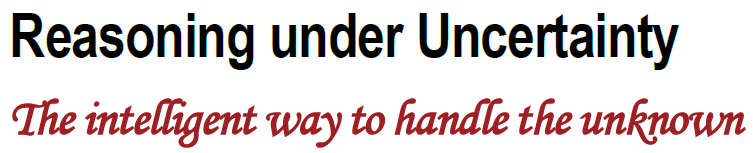 Reasoning under Uncertainty
The intelligent way to handle the unknown